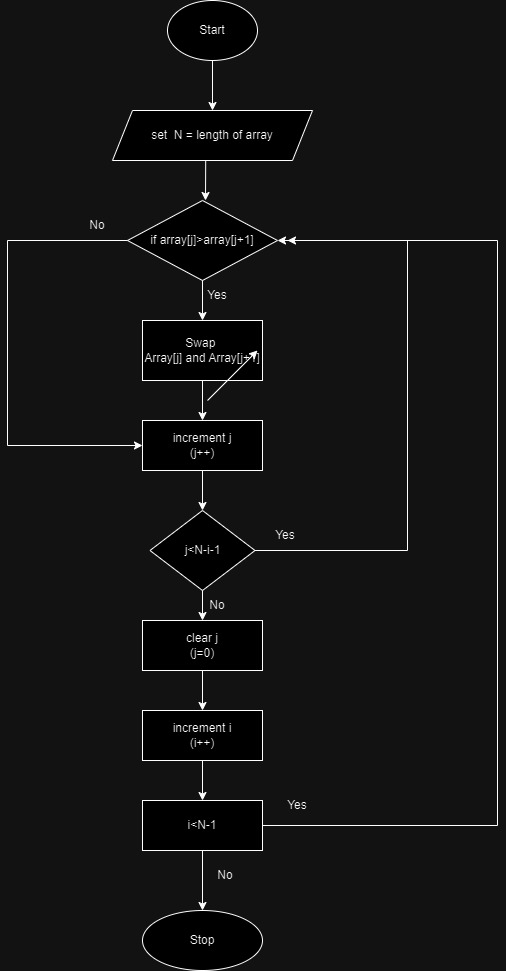 Start
set N = length of array
No
if array[j]>array[j+1]
Yes
Swap
Array[j] and Array[j+1]
increment j
(j++)
Yes
j<N-i-1
No
clear j
(j=0)
increment i
(i++)
Yes
i<N-1
No
Stop